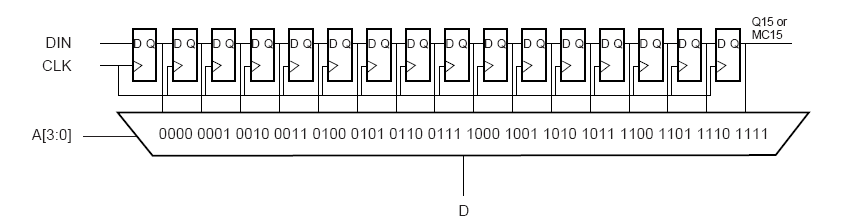 Q15 or
MC15
DIN
D Q D Q D Q D Q D Q D Q D Q D Q D Q D Q D Q D Q D Q D Q D Q D Q
CLK
A[3:0]
0000 0001 0010 0011 0100 0101 0110 0111 1000 1001 1010 1011 1100 1101 1110 1111
D